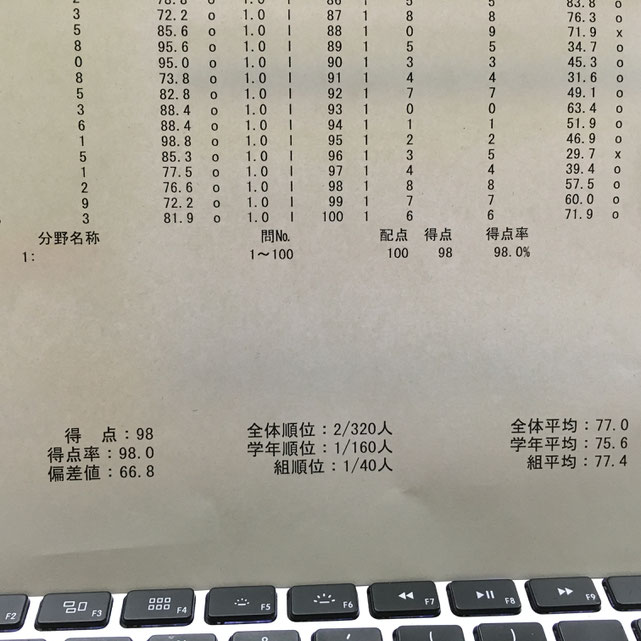 78.8 o 1.0 l 86 1 5 5 83.8 o
3 72.2 o 1.0 l 87 1 8 8 76.3 o
5 85.6 o 1.0 l 88 1 0 9 71.9 x
8 95.6 o 1.0 l 89 1 5 5 34.7 o
0 95.0 o 1.0 l 90 1 3 3 45.3 o
8 73.8 o 1.0 l 91 1 4 4 31.6 o
5 82.8 o 1.0 l 92 1 7 7 49.1 o
3 88.4 o 1.0 l 93 1 0 0 63.4 o
6 88.4 o 1.0 l 94 1 1 1 51.9 o
1 98.8 o 1.0 l 95 1 2 2 46.9 o
5 85.3 o 1.0 l 96 1 3 5 29.7 x
1 77.5 o 1.0 l 97 1 4 4 39.4 o
2 76.6 o 1.0 l 98 1 8 8 57.5 o
9 72.2 o 1.0 l 99 1 7 7 60.0 o
3 81.9 o 1.0 l 100 1 6 6 71.9 o
分野名称 問No. 配点 得点 得点率
1: 1〜100 100 98 98.0%
得 点:98 全体順位:2/320人 全体平均:77.0
得点率:98.0 学年順位:1/160人 学年平均:75.6
偏差値:66.8 組順位:1/40人 組平均:77.4
F2 F3 F4 F5 F6 F7 F8 F9